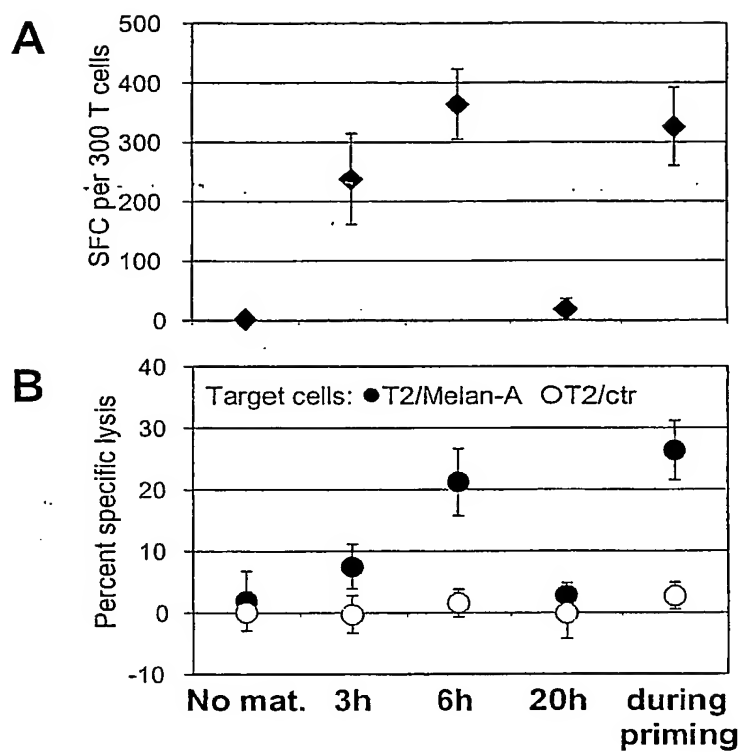 A
SFC per 300 T cells
500
400
300
200
100
0
B
Percent specific lysis
40
30
20
10
0
-10
Target cells: ●T2/Melan-A ○T2/ctr
No mat. 3h 6h 20h during
priming